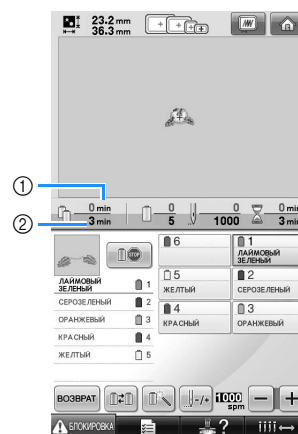 23.2 mm
36.3 mm
①
②
0 min
3 min
0
5
0
1000
0 min
3 min
6
1
ЛАЙМОВЫЙ
ЗЕЛЕНЫЙ
5
ЖЕЛТЫЙ
2
СЕРОЗЕЛЕНЫЙ
4
КРАСНЫЙ
3
ОРАНЖЕВЫЙ
ЛАЙМОВЫЙ
ЗЕЛЕНЫЙ 1
СЕРОЗЕЛЕНЫЙ 2
ОРАНЖЕВЫЙ 3
КРАСНЫЙ 4
ЖЕЛТЫЙ 5
ВОЗВРАТ
-/+
1000
spm
− +
БЛОКИРОВКА
?